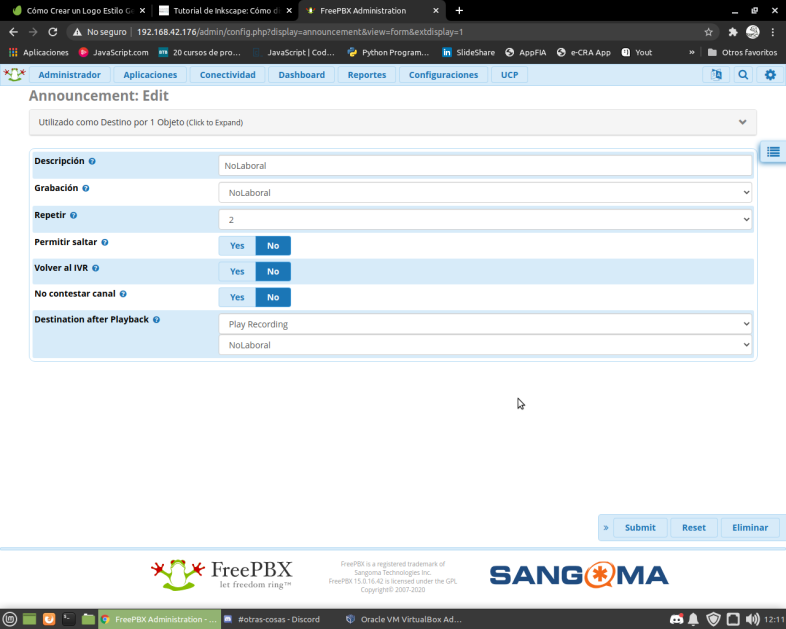 Cómo Crear un Logo Estilo G
Tutorial de Inkscape: Cómo d
FreePBX Administration
No seguro
192.168.42.176/admin/config.php?display=announcement&view=form&extdisplay=1
Aplicaciones
JavaScript.com
20 cursos de pro...
JavaScript | Cod...
Python Program...
SlideShare
AppFIA
e-CRA App
Yout
»
Otros favoritos
Administrador
Aplicaciones
Conectividad
Dashboard
Reportes
Configuraciones
UCP
Announcement: Edit
Utilizado como Destino por 1 Objeto (Click to Expand)
Descripción
NoLaboral
Grabación
NoLaboral
Repetir
2
Permitir saltar
Yes No
Volver al IVR
Yes No
No contestar canal
Yes No
Destination after Playback
Play Recording
NoLaboral
» Submit Reset Eliminar
FreePBX
let freedom ring™
FreePBX is a registered trademark of
Sangoma Technologies Inc.
FreePBX 15.0.16.42 is licensed under the GPL
Copyright© 2007-2020
SANGOMA
FreePBX Administration - ...
#otras-cosas - Discord
Oracle VM VirtualBox Ad...
12:11